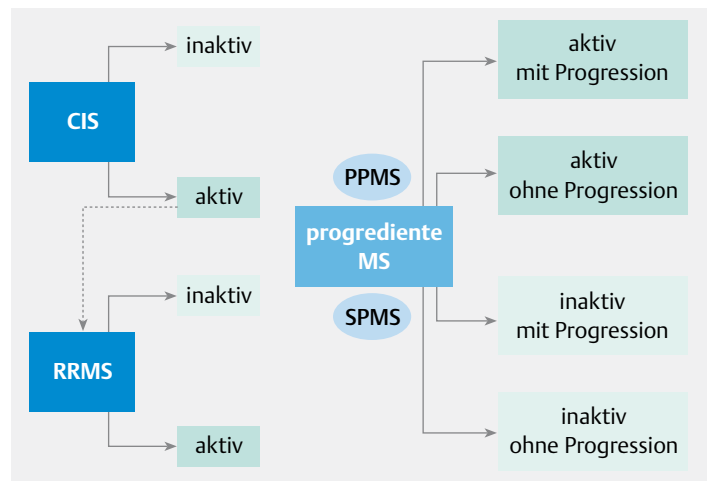 inaktiv
CIS
aktiv
inaktiv
RRMS
aktiv
PPMS
progrediente
MS
SPMS
aktiv
mit Progression
aktiv
ohne Progression
inaktiv
mit Progression
inaktiv
ohne Progression